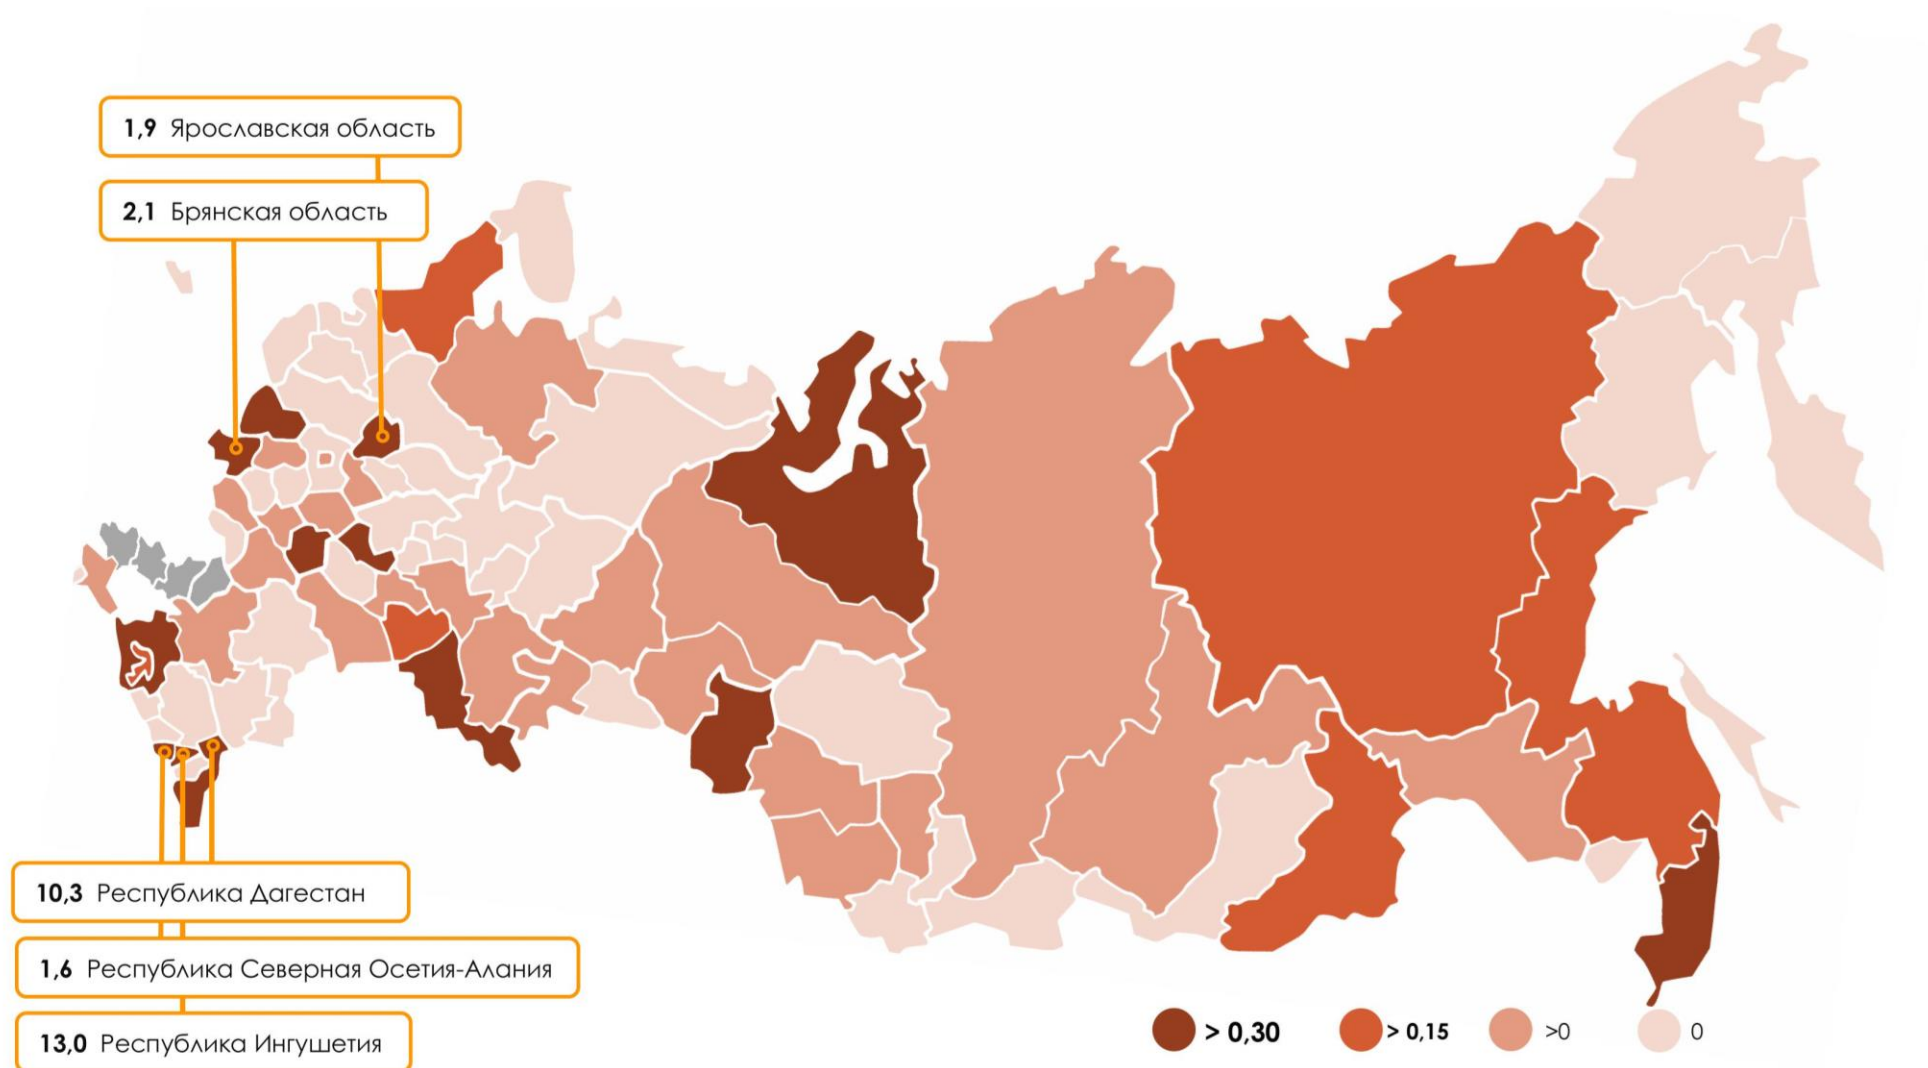 1,9 Ярославская область
2,1 Брянская область
10,3 Республика Дагестан
1,6 Республика Северная Осетия-Алания
13,0 Республика Ингушетия
> 0,30
> 0,15
>0
0